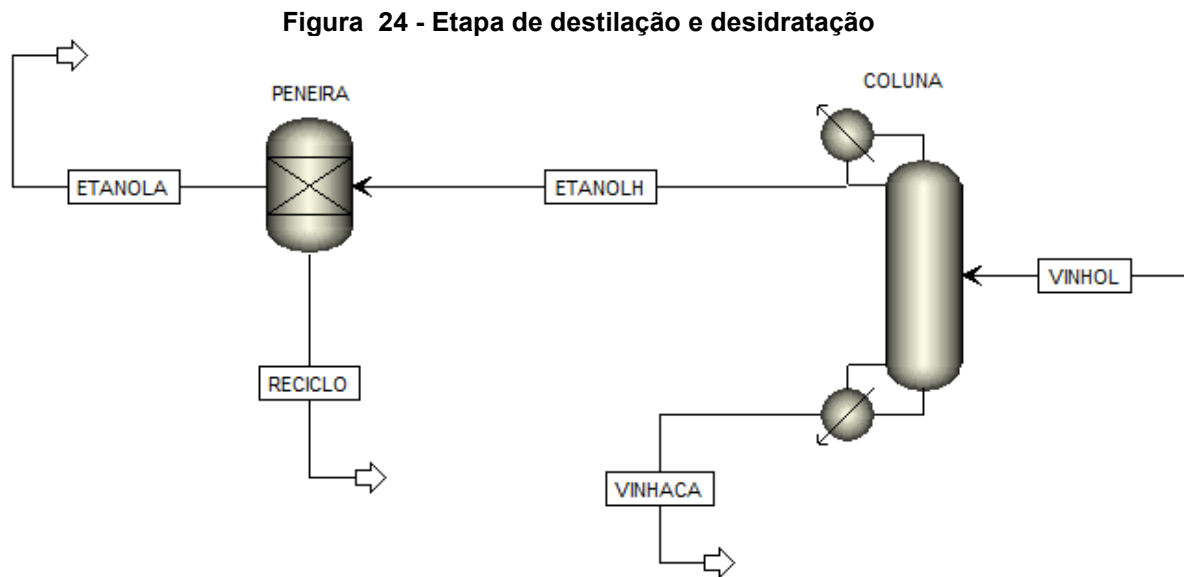 Figura 24 - Etapa de destilação e desidratação
COLUNA
PENEIRA
ETANOLA
ETANOLH
VINHOL
RECICLO
VINHACA